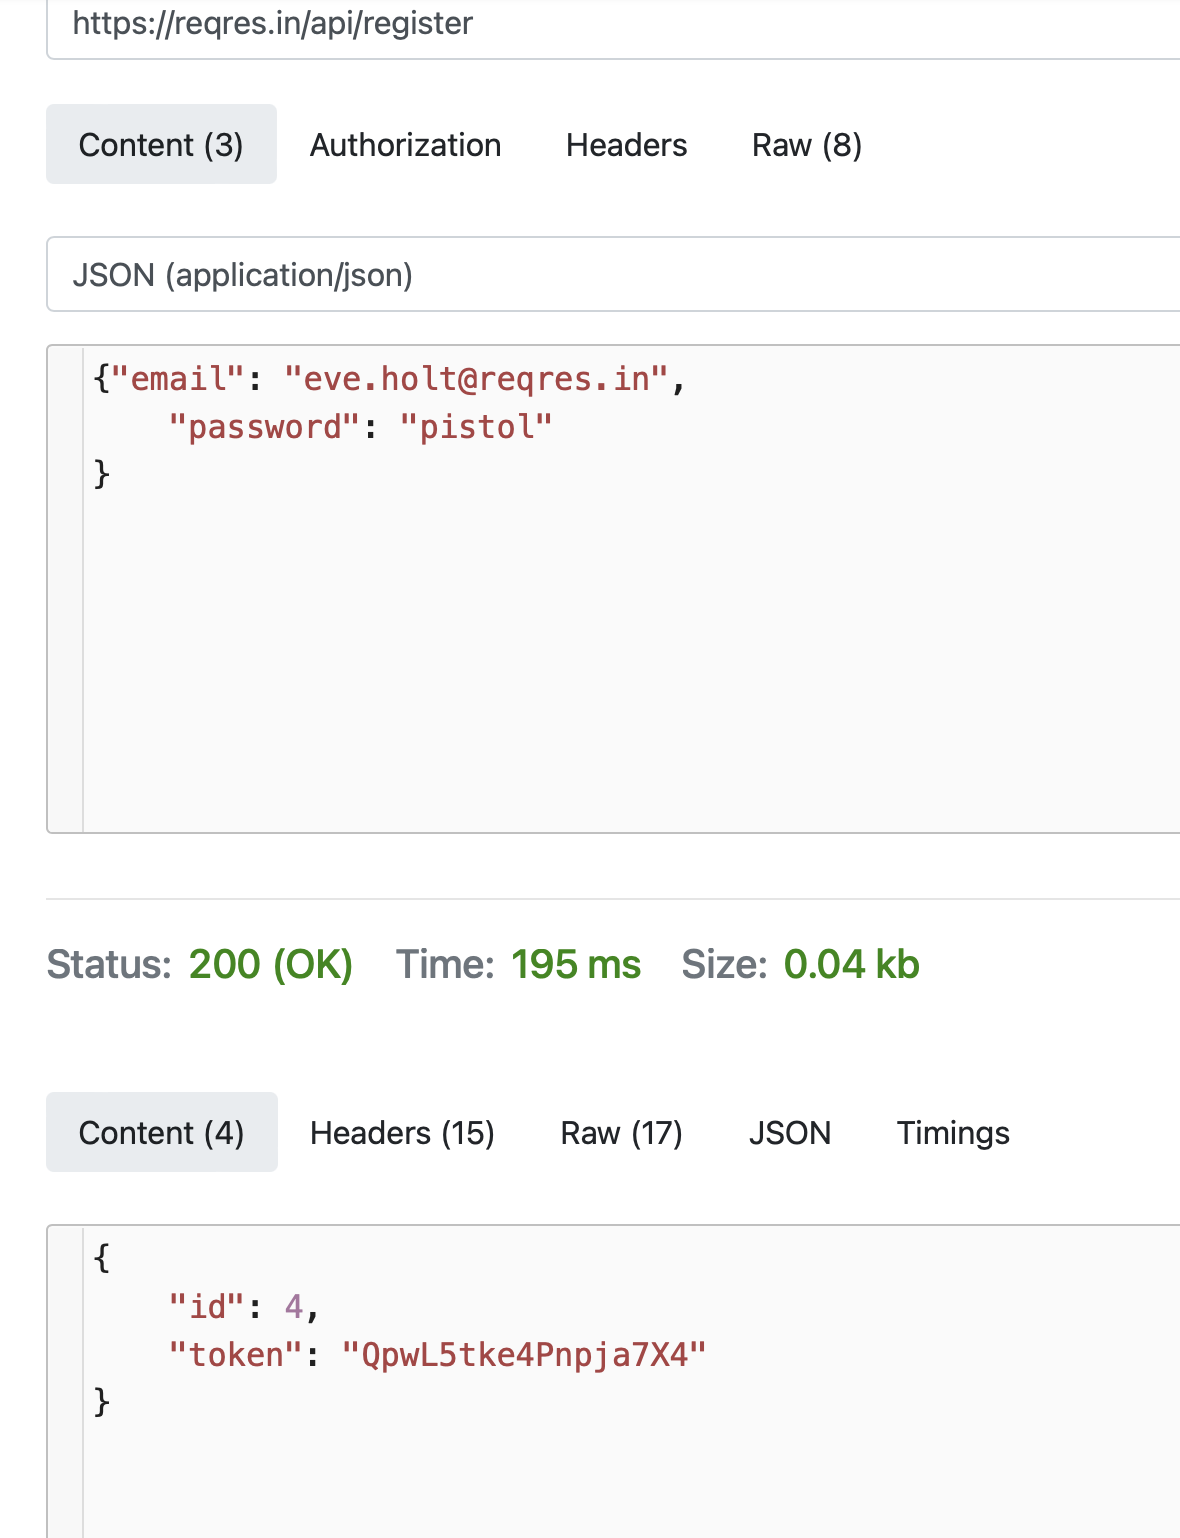 https://reqres.in/api/register
Content (3) Authorization Headers Raw (8)
JSON (application/json)
{"email": "eve.holt@reqres.in",
"password": "pistol"
}
Status: 200 (OK) Time: 195 ms Size: 0.04 kb
Content (4) Headers (15) Raw (17) JSON Timings
{
"id": 4,
"token": "QpwL5tke4Pnpja7X4"
}